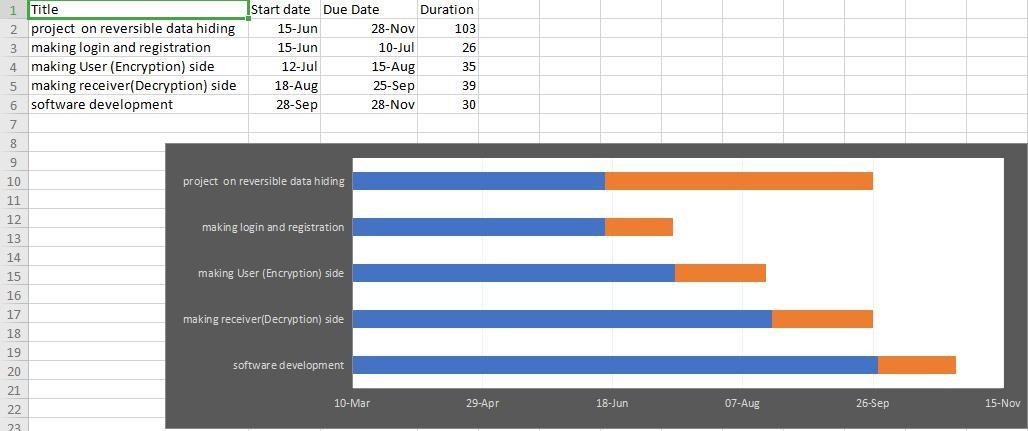 1 Title Start date Due Date Duration
2 project on reversible data hiding 15-Jun 28-Nov 103
3 making login and registration 15-Jun 10-Jul 26
4 making User (Encryption) side 12-Jul 15-Aug 35
5 making receiver(Decryption) side 18-Aug 25-Sep 39
6 software development 28-Sep 28-Nov 30
7
8
9
10 project on reversible data hiding
11
12 making login and registration
13
14
15 making User (Encryption) side
16
17 making receiver(Decryption) side
18
19
20 software development
21
22 10-Mar 29-Apr 18-Jun 07-Aug 26-Sep 15-Nov
23